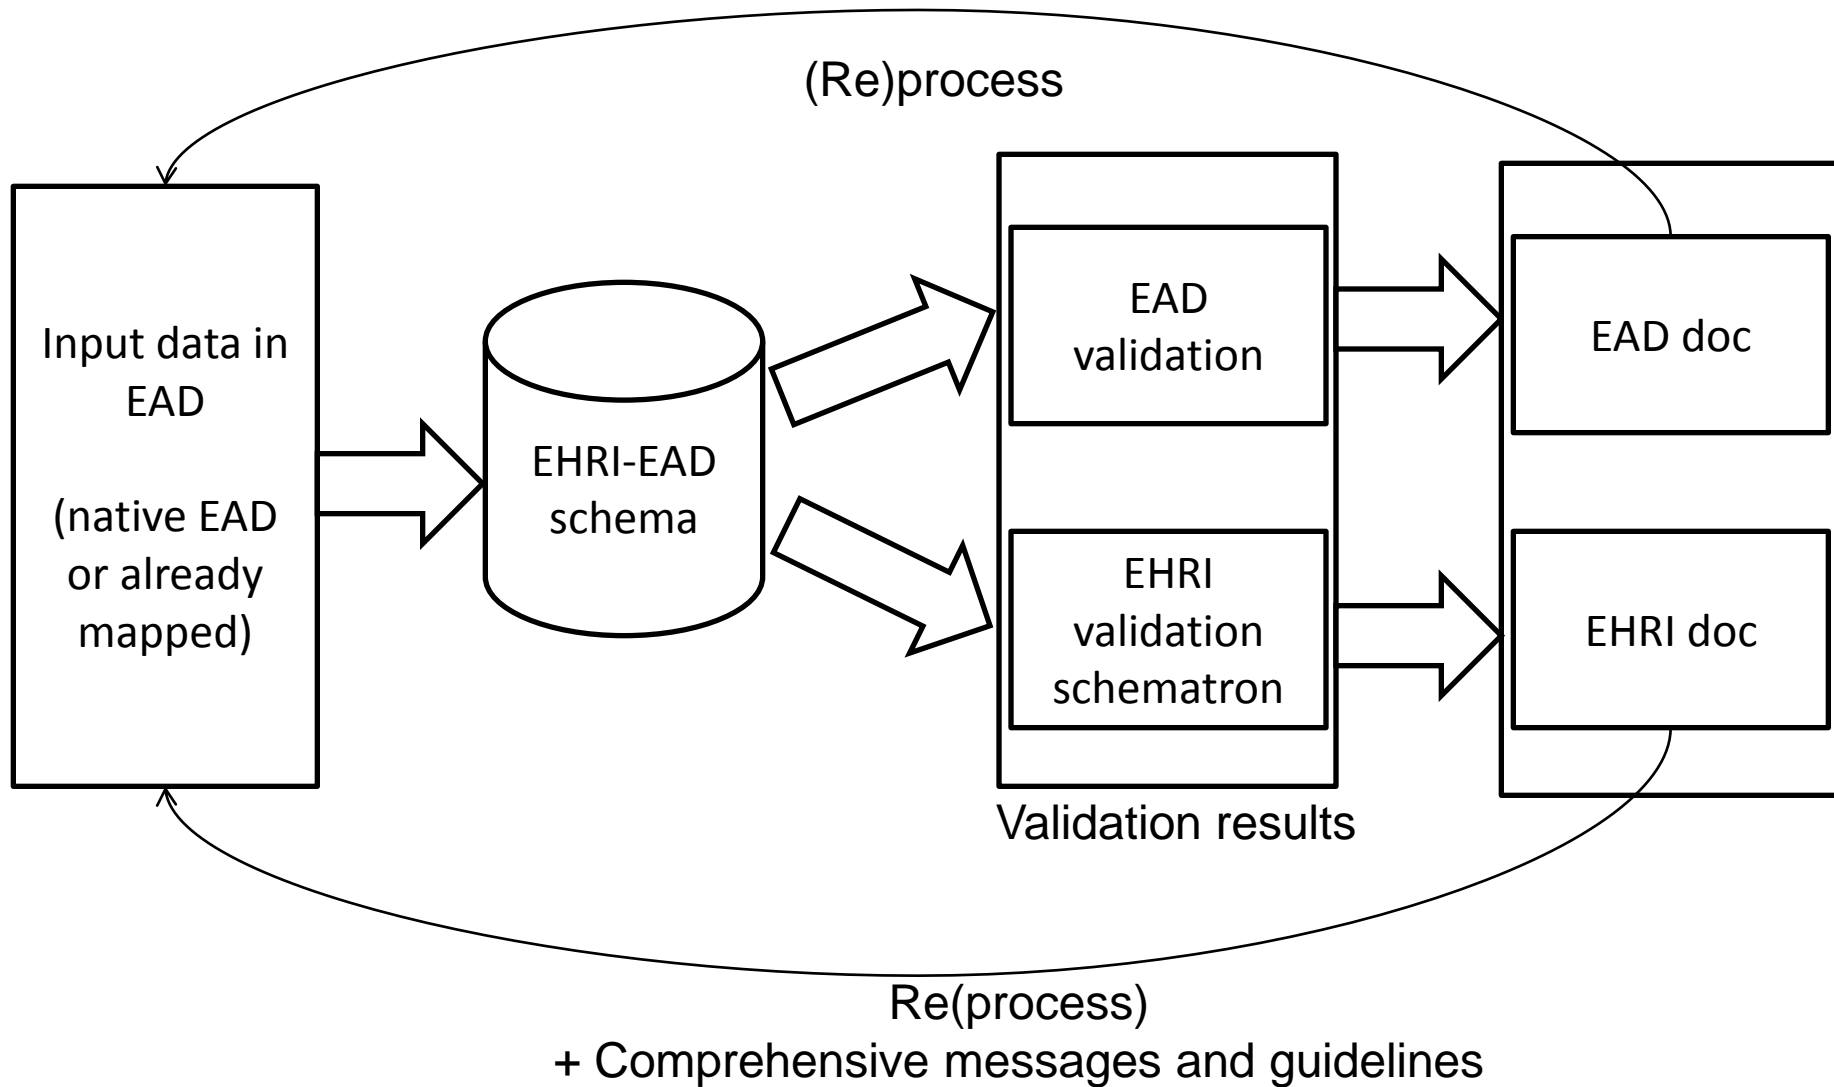 (Re)process
Input data in
EAD
(native EAD
or already
mapped)
EHRI-EAD
schema
EAD
validation
EHRI
validation
schematron
Validation results
EAD doc
EHRI doc
Re(process)
+ Comprehensive messages and guidelines